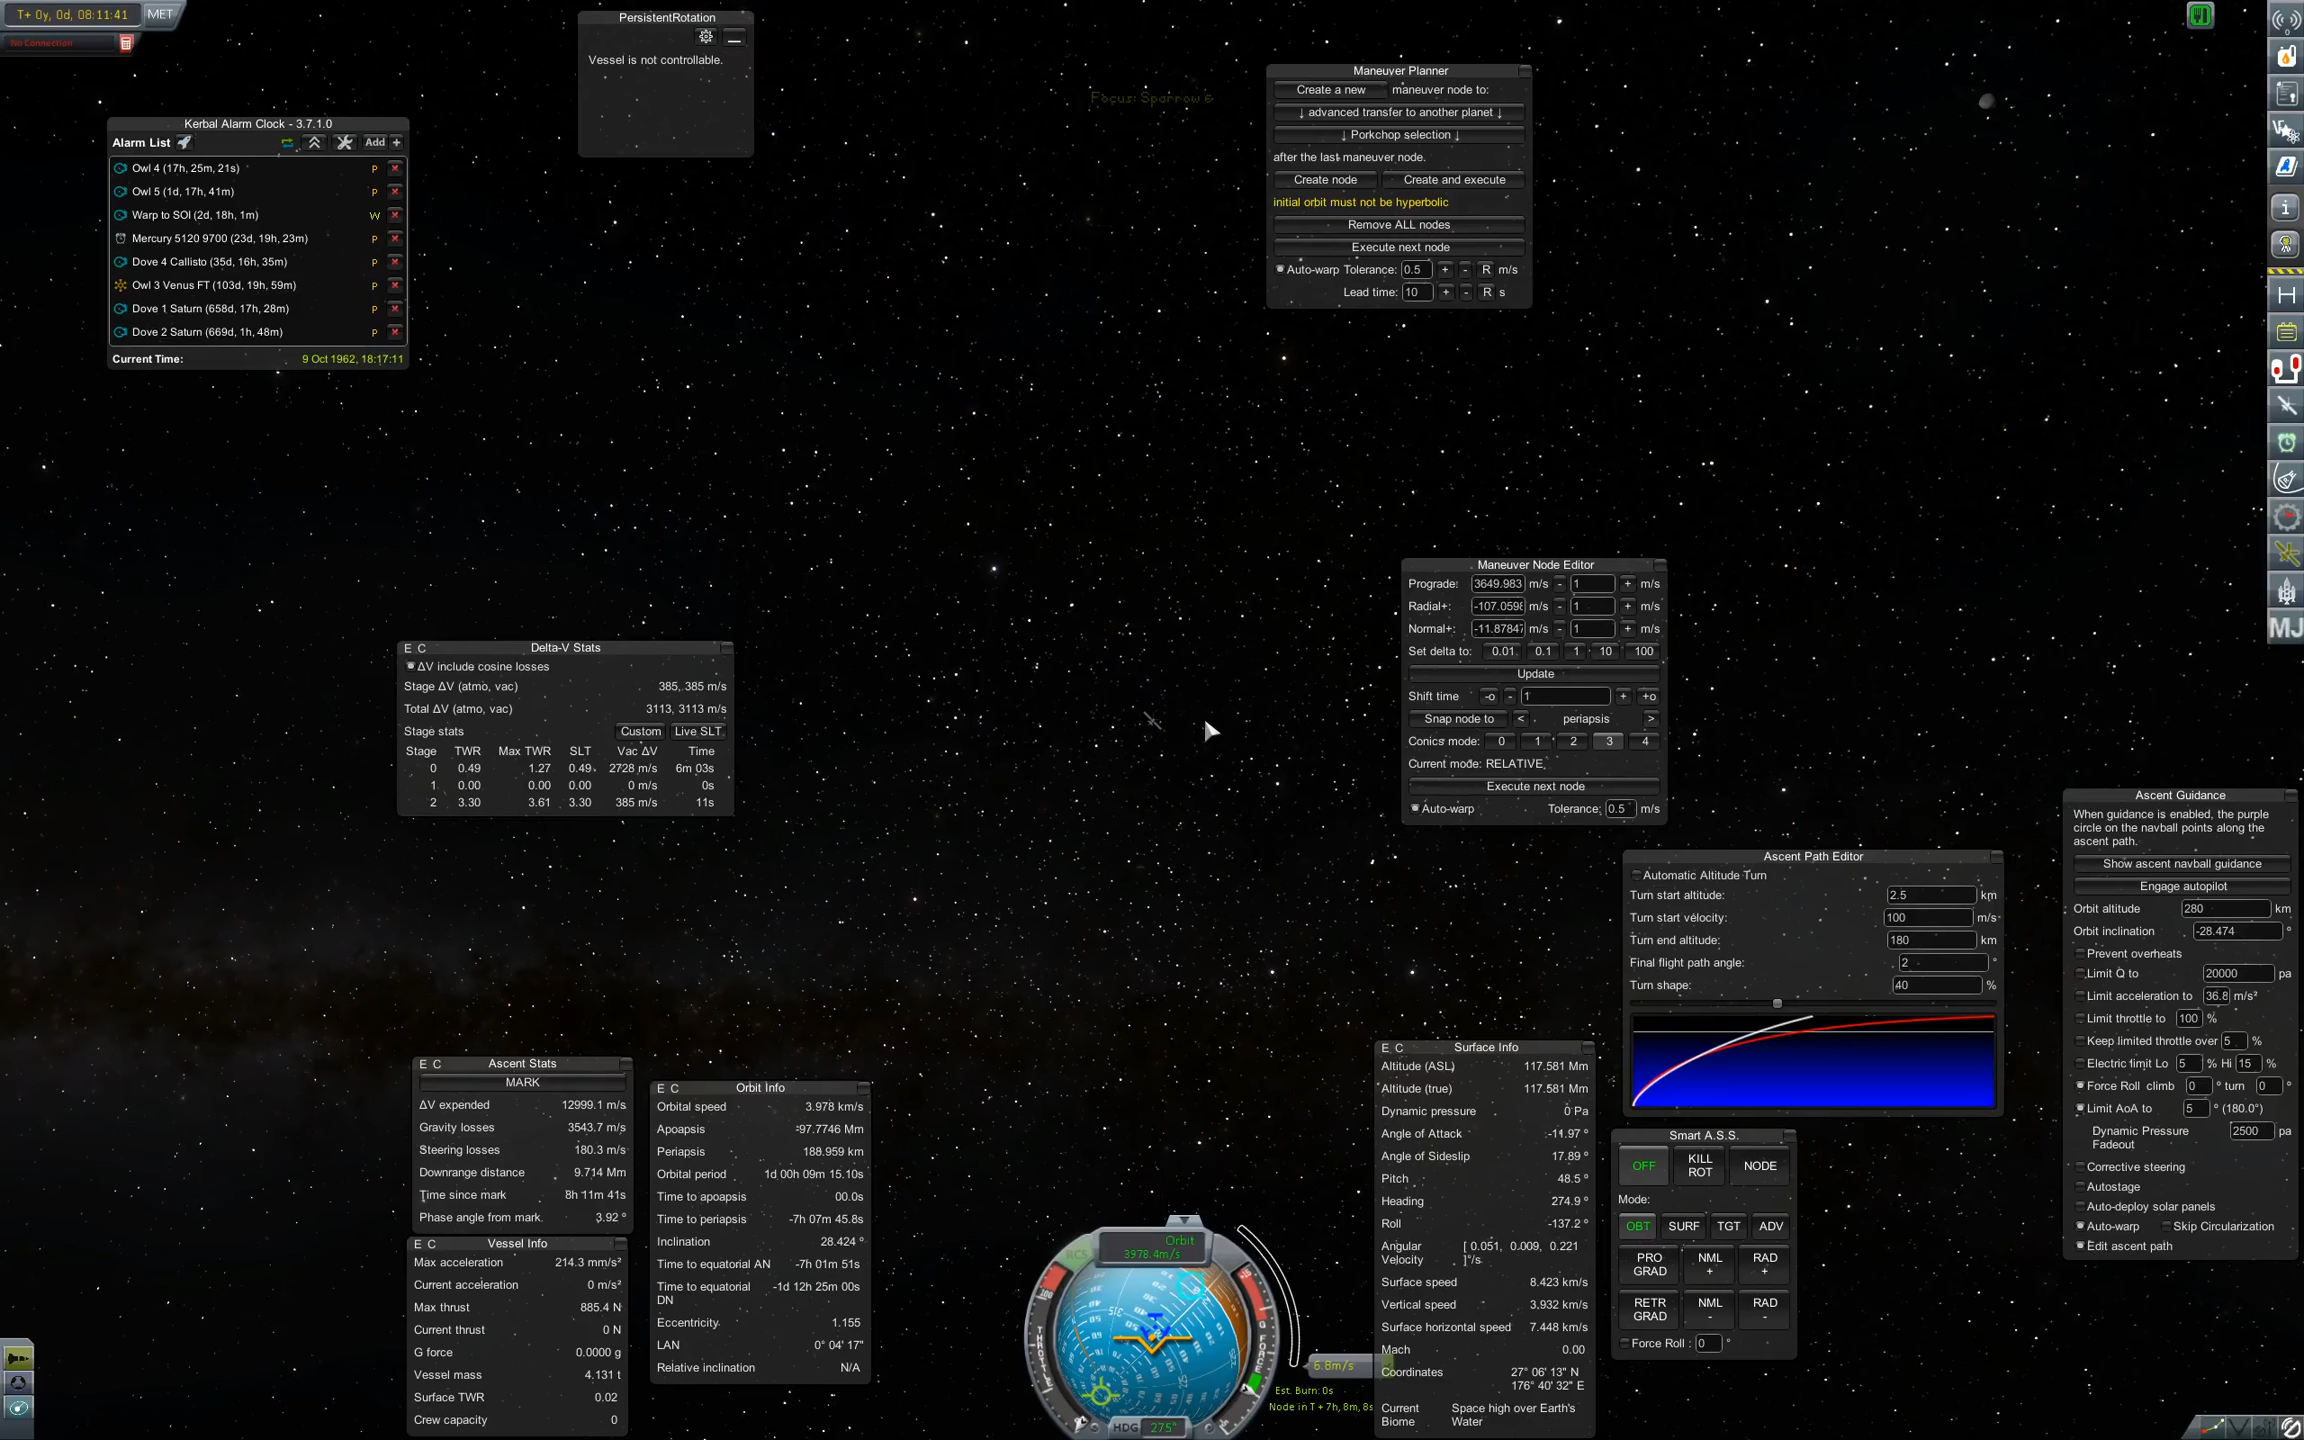 T+ 0y, 0d, 08:11:41 MET
No Connection
PersistentRotation
Vessel is not controllable.
Focus: Sparrow 6
Kerbal Alarm Clock - 3.7.1.0
Alarm List Add +
Owl 4 (17h, 25m, 21s) P
Owl 5 (1d, 17h, 41m) P
Warp to SOI (2d, 18h, 1m) W
Mercury 5120 9700 (23d, 19h, 23m) P
Dove 4 Callisto (35d, 16h, 35m) P
Owl 3 Venus FT (103d, 19h, 59m) P
Dove 1 Saturn (658d, 17h, 28m) P
Dove 2 Saturn (669d, 1h, 48m) P
Current Time: 9 Oct 1962, 18:17:11
Maneuver Planner
Create a new maneuver node to:
↓ advanced transfer to another planet ↓
↓ Porkchop selection ↓
after the last maneuver node.
Create node Create and execute
initial orbit must not be hyperbolic
Remove ALL nodes
Execute next node
Auto-warp Tolerance: 0.5 + - R m/s
Lead time: 10 + - R s
Maneuver Node Editor
Prograde: 3649.983 m/s - 1 + m/s
Radial+: -107.0598 m/s - 1 + m/s
Normal+: -11.87847 m/s - 1 + m/s
Set delta to: 0.01 0.1 1 10 100
Update
Shift time -o - 1 + +o
Snap node to < periapsis >
Conics mode: 0 1 2 3 4
Current mode: RELATIVE
Execute next node
Auto-warp Tolerance: 0.5 m/s
E C Delta-V Stats
ΔV include cosine losses
Stage ΔV (atmo, vac) 385, 385 m/s
Total ΔV (atmo, vac) 3113, 3113 m/s
Stage stats Custom Live SLT
Stage TWR Max TWR SLT Vac ΔV Time
0 0.49 1.27 0.49 2728 m/s 6m 03s
1 0.00 0.00 0.00 0 m/s 0s
2 3.30 3.61 3.30 385 m/s 11s
Ascent Guidance
When guidance is enabled, the purple
circle on the navball points along the
ascent path.
Show ascent navball guidance
Engage autopilot
Orbit altitude 280 km
Orbit inclination -28.474 °
Prevent overheats
Limit Q to 20000 pa
Limit acceleration to 36.8 m/s²
Limit throttle to 100 %
Keep limited throttle over 5 %
Electric limit Lo 5 % Hi 15 %
Force Roll climb 0 ° turn 0 °
Limit AoA to 5 ° (180.0°)
Dynamic Pressure 2500 pa
Fadeout
Corrective steering
Autostage
Auto-deploy solar panels
Auto-warp Skip Circularization
Edit ascent path
Ascent Path Editor
Automatic Altitude Turn
Turn start altitude: 2.5 km
Turn start velocity: 100 m/s
Turn end altitude: 180 km
Final flight path angle: 2 °
Turn shape: 40 %
E C Ascent Stats
MARK
ΔV expended 12999.1 m/s
Gravity losses 3543.7 m/s
Steering losses 180.3 m/s
Downrange distance 9.714 Mm
Time since mark 8h 11m 41s
Phase angle from mark 3.92 °
E C Vessel Info
Max acceleration 214.3 mm/s²
Current acceleration 0 m/s²
Max thrust 885.4 N
Current thrust 0 N
G force 0.0000 g
Vessel mass 4.131 t
Surface TWR 0.02
Crew capacity 0
E C Orbit Info
Orbital speed 3.978 km/s
Apoapsis -97.7746 Mm
Periapsis 188.959 km
Orbital period 1d 00h 09m 15.10s
Time to apoapsis 00.0s
Time to periapsis -7h 07m 45.8s
Inclination 28.424 °
Time to equatorial AN -7h 01m 51s
Time to equatorial -1d 12h 25m 00s
DN
Eccentricity 1.155
LAN 0° 04' 17"
Relative inclination N/A
E C Surface Info
Altitude (ASL) 117.581 Mm
Altitude (true) 117.581 Mm
Dynamic pressure 0 Pa
Angle of Attack -11.97 °
Angle of Sideslip 17.89 °
Pitch 48.5 °
Heading 274.9 °
Roll -137.2 °
Angular [ 0.051, 0.009, 0.221
Velocity ]°/s
Surface speed 8.423 km/s
Vertical speed 3.932 km/s
Surface horizontal speed 7.448 km/s
Mach 0.00
Coordinates 27° 06' 13" N
176° 40' 32" E
Current Space high over Earth's
Biome Water
Smart A.S.S.
OFF KILL ROT NODE
Mode:
OBT SURF TGT ADV
PRO GRAD NML + RAD +
RETR GRAD NML - RAD -
Force Roll : 0 °
RCS Orbit
3978.4m/s
6.8m/s
Est. Burn: 0s
Node in T + 7h, 8m, 8s
HDG 275°
MJ